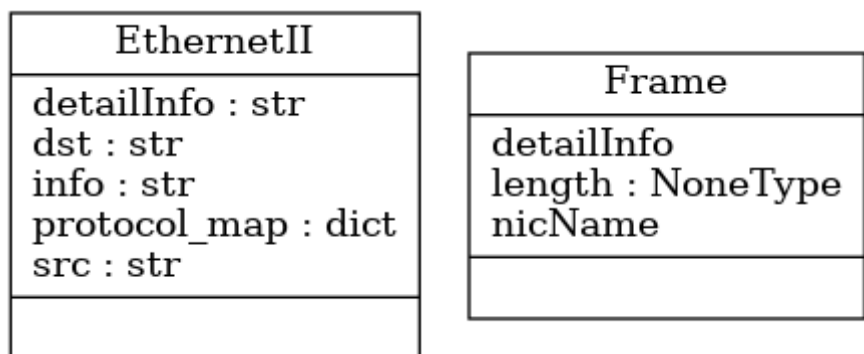 EthernetII
detailInfo : str
dst : str
info : str
protocol_map : dict
src : str
Frame
detailInfo
length : NoneType
nicName